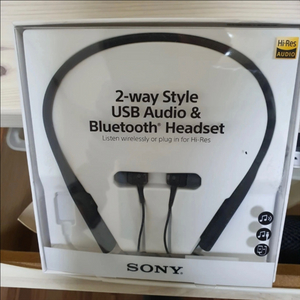 Hi-Res
AUDIO
2-way Style
USB Audio &
Bluetooth® Headset
Listen wirelessly or plug in for Hi-Res
SONY